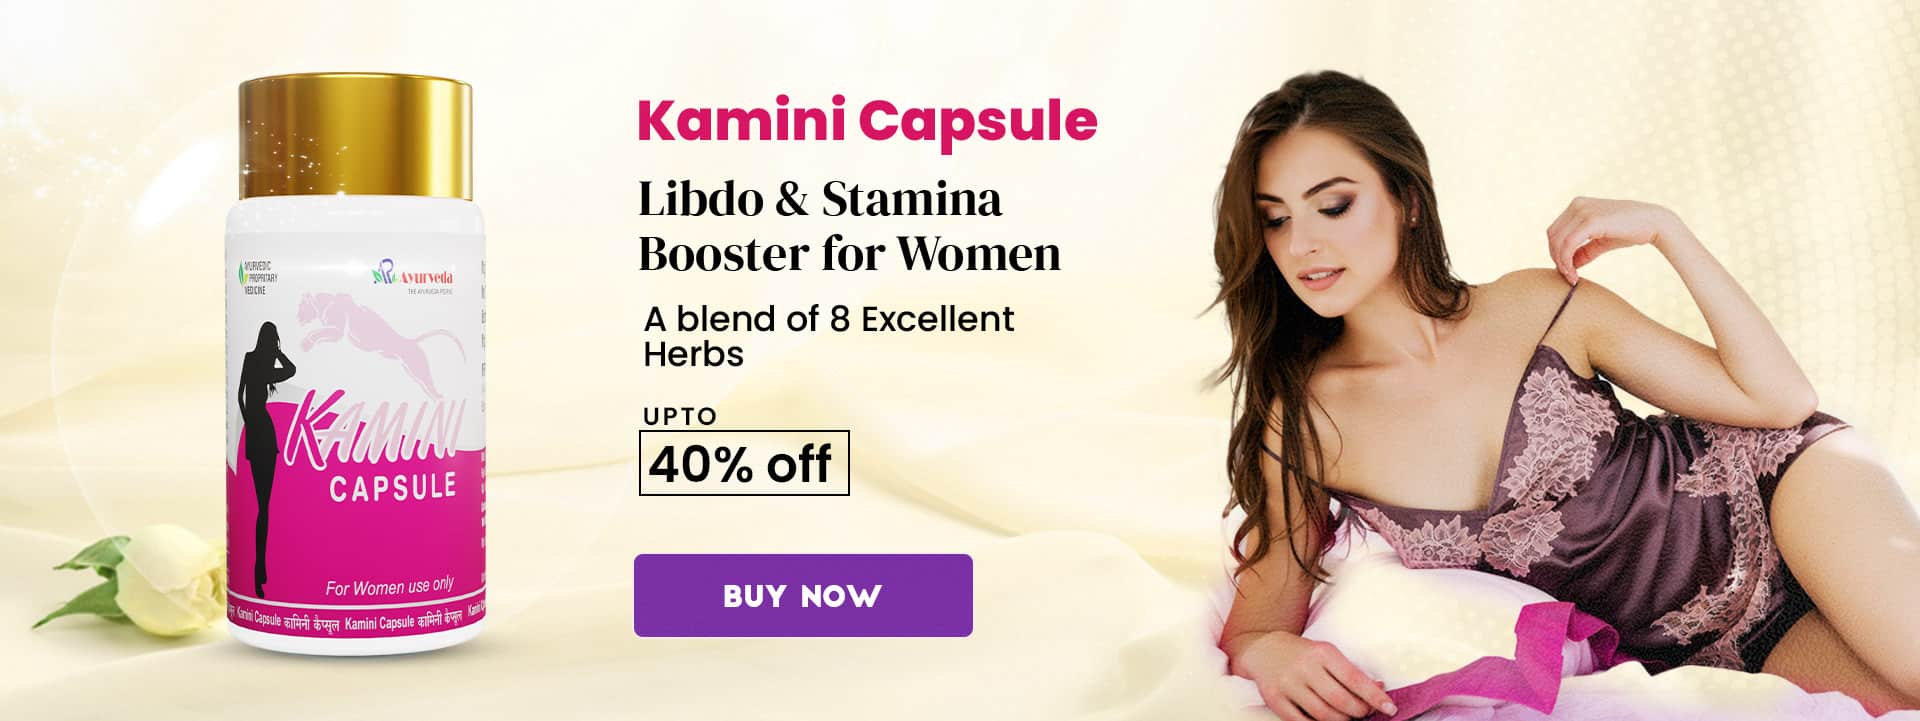 AYURVEDIC
PROPRITARY
MEDICINE
Ayurveda
KAMINI
CAPSULE
For Women use only
Kamini Capsule कामिनी कैप्सूल Kamini Capsule कामिनी कैप्सूल
Kamini Capsule
Libdo & Stamina
Booster for Women
A blend of 8 Excellent
Herbs
UPTO
40% off
BUY NOW